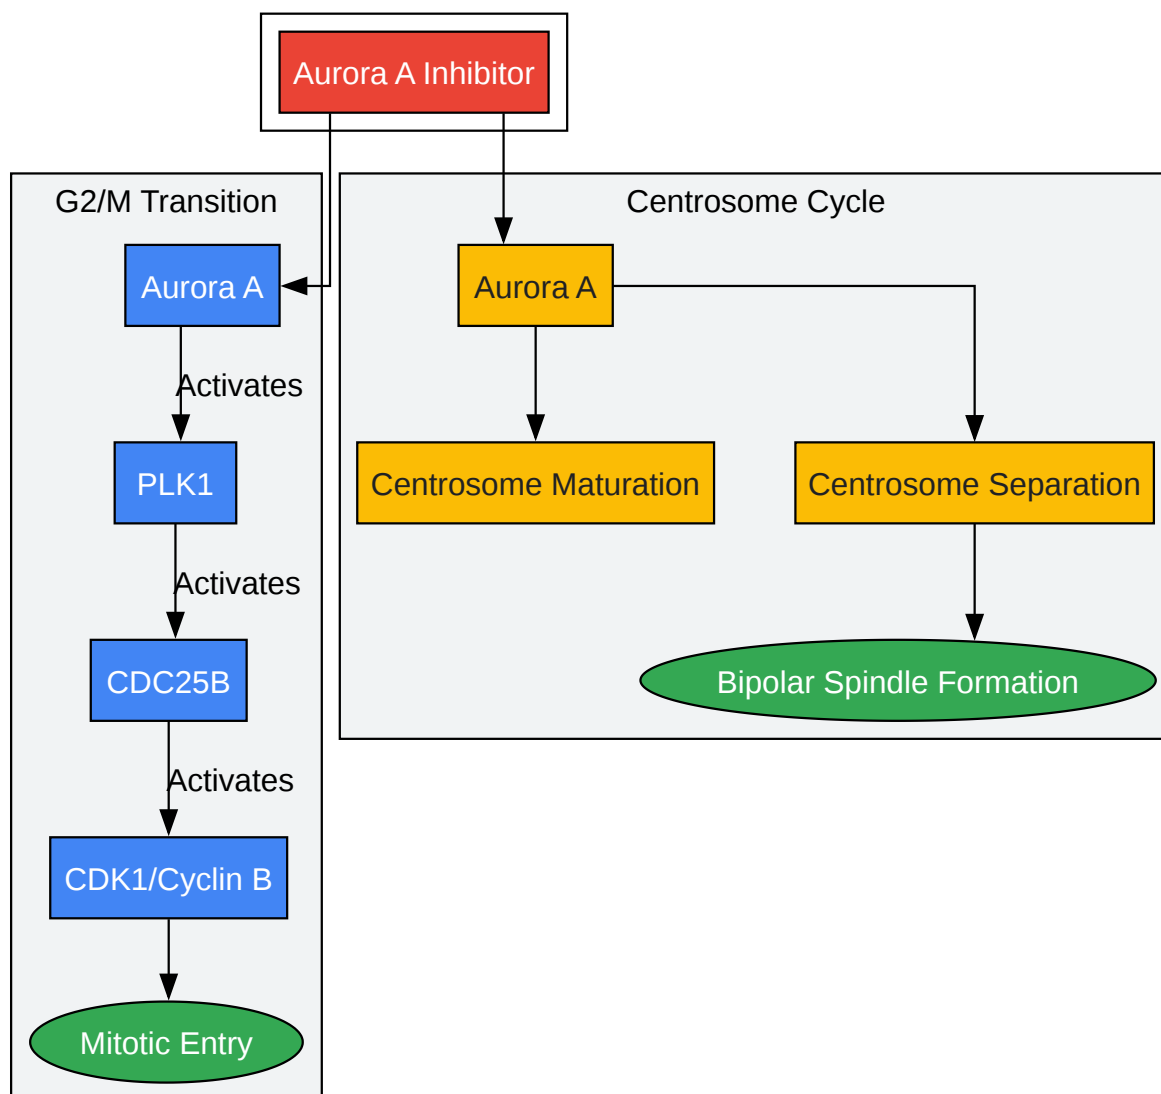 Aurora A Inhibitor
G2/M Transition
Aurora A
Activates
PLK1
Activates
CDC25B
Activates
CDK1/Cyclin B
Mitotic Entry
Centrosome Cycle
Aurora A
Centrosome Maturation
Centrosome Separation
Bipolar Spindle Formation